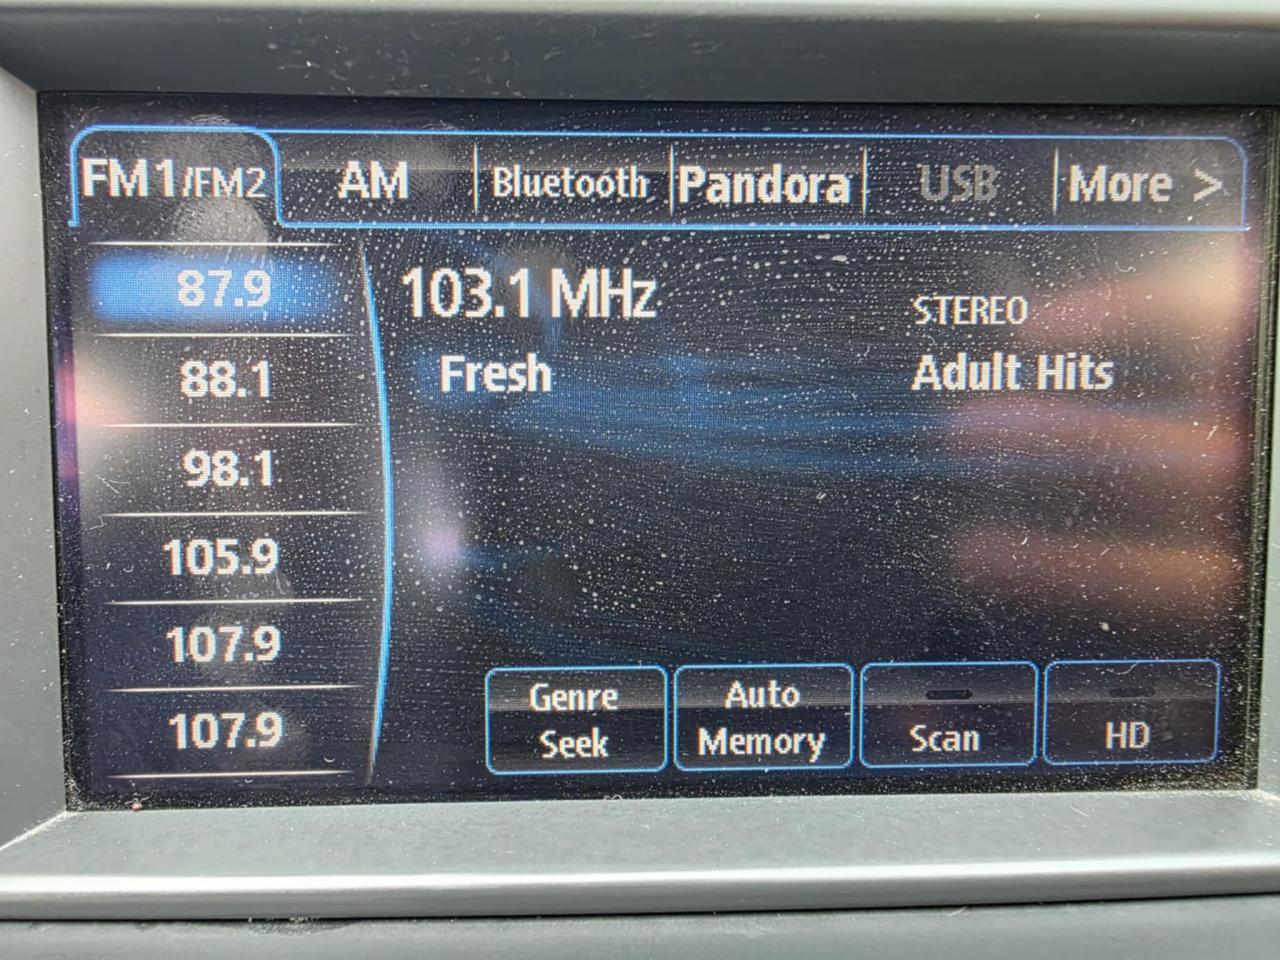 FM1/FM2 AM Bluetooth Pandora USB More >
87.9
88.1
98.1
105.9
107.9
107.9
103.1 MHz
STEREO
Fresh
Adult Hits
Genre Seek
Auto Memory
Scan
HD